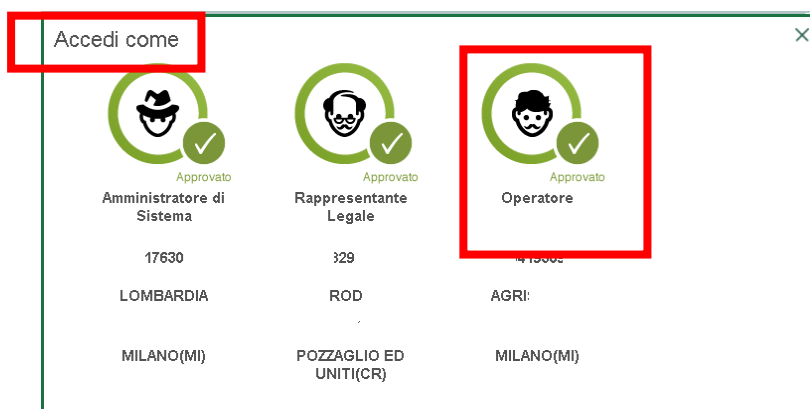 Accedi come
Approvato Approvato Approvato
Amministratore di Sistema
Rappresentante Legale
Operatore
17630
LOMBARDIA ROD AGRI
MILANO(MI)
POZZAGLIO ED UNITI(CR)
MILANO(MI)